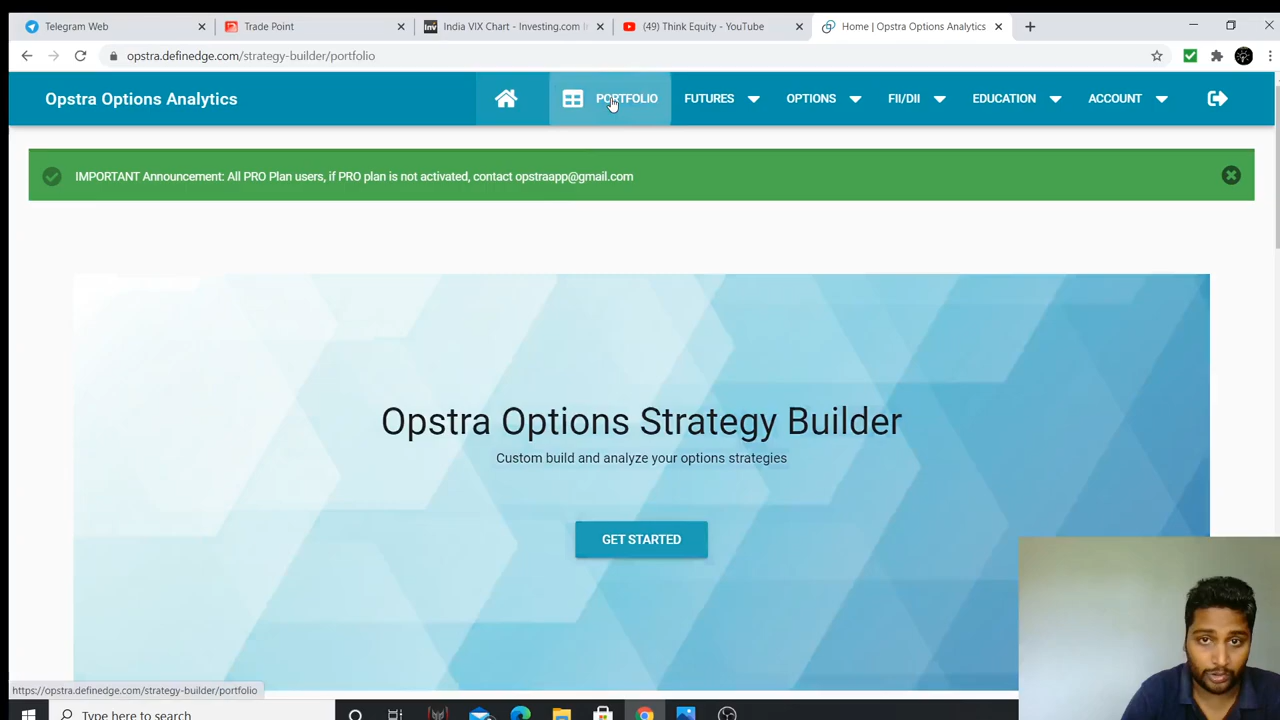 Telegram Web
Trade Point
India VIX Chart - Investing.com I
(49) Think Equity - YouTube
Home | Opstra Options Analytics
opstra.definedge.com/strategy-builder/portfolio
Opstra Options Analytics
PORTFOLIO
FUTURES
OPTIONS
FII/DII
EDUCATION
ACCOUNT
IMPORTANT Announcement: All PRO Plan users, if PRO plan is not activated, contact opstraapp@gmail.com
Opstra Options Strategy Builder
Custom build and analyze your options strategies
GET STARTED
https://opstra.definedge.com/strategy-builder/portfolio
Type here to search